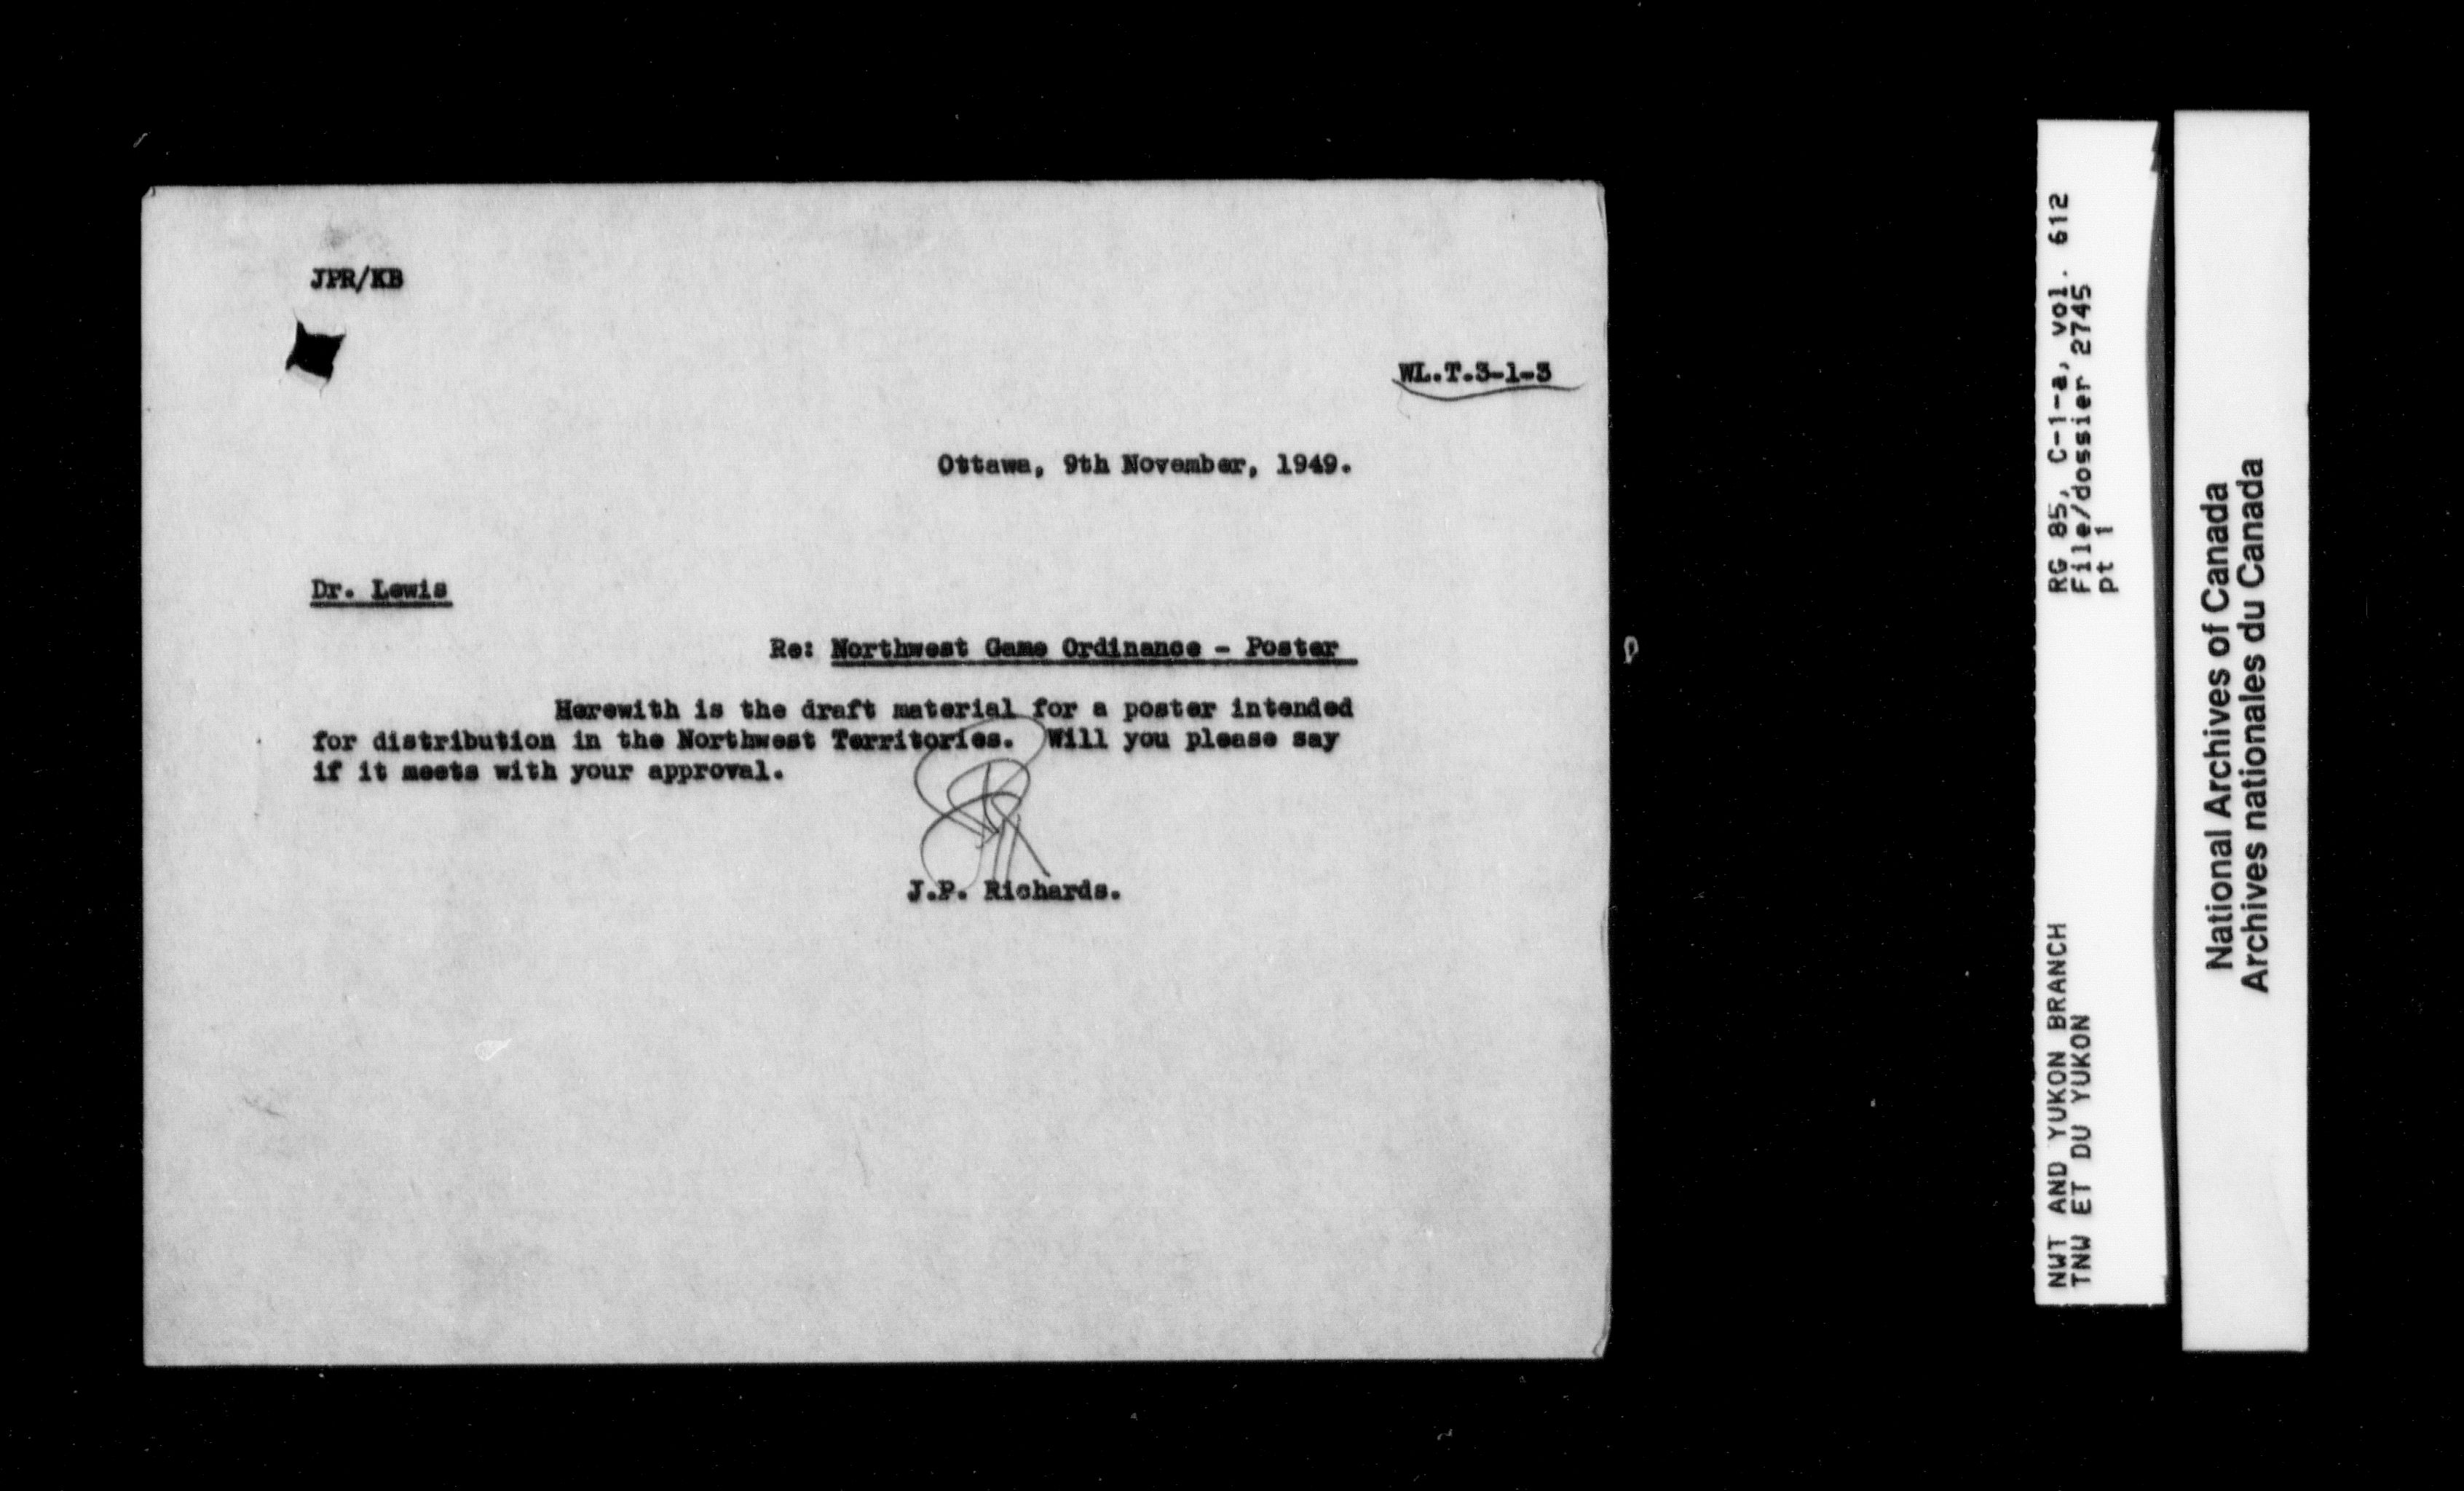 JPR/KB
WL.T.3-1-3
Ottawa, 9th November, 1949.
Dr. Lewis
Re: Northwest Game Ordinance - Poster
Herewith is the draft material for a poster intended
for distribution in the Northwest Territories. Will you please say
if it meets with your approval.
J.P. Richards.
RG 85, C-1-a, vol. 612
File/dossier 2745
pt 1
NWT AND YUKON BRANCH
TNW ET DU YUKON
National Archives of Canada
Archives nationales du Canada